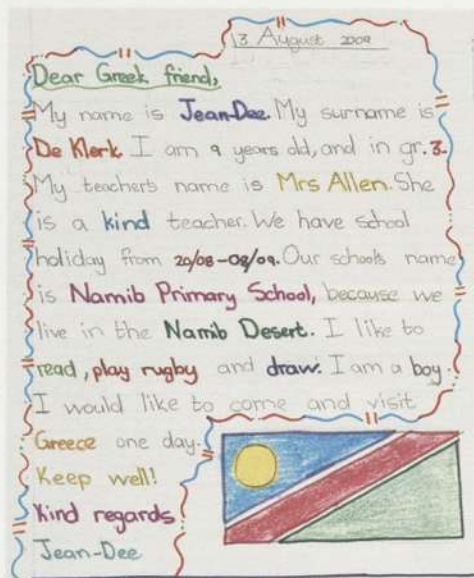 13 August 2009
Dear Greek friend,
My name is Jean-Dee. My surname is
De Klerk. I am 9 years old, and in gr. 3.
My teacher's name is Mrs Allen. She
is a kind teacher. We have school
holiday from 20/08-08/09. Our schools name
is Namib Primary School, because we
live in the Namib Desert. I like to
read, play rugby and draw. I am a boy.
I would like to come and visit
Greece one day.
Keep well!
Kind regards
Jean-Dee